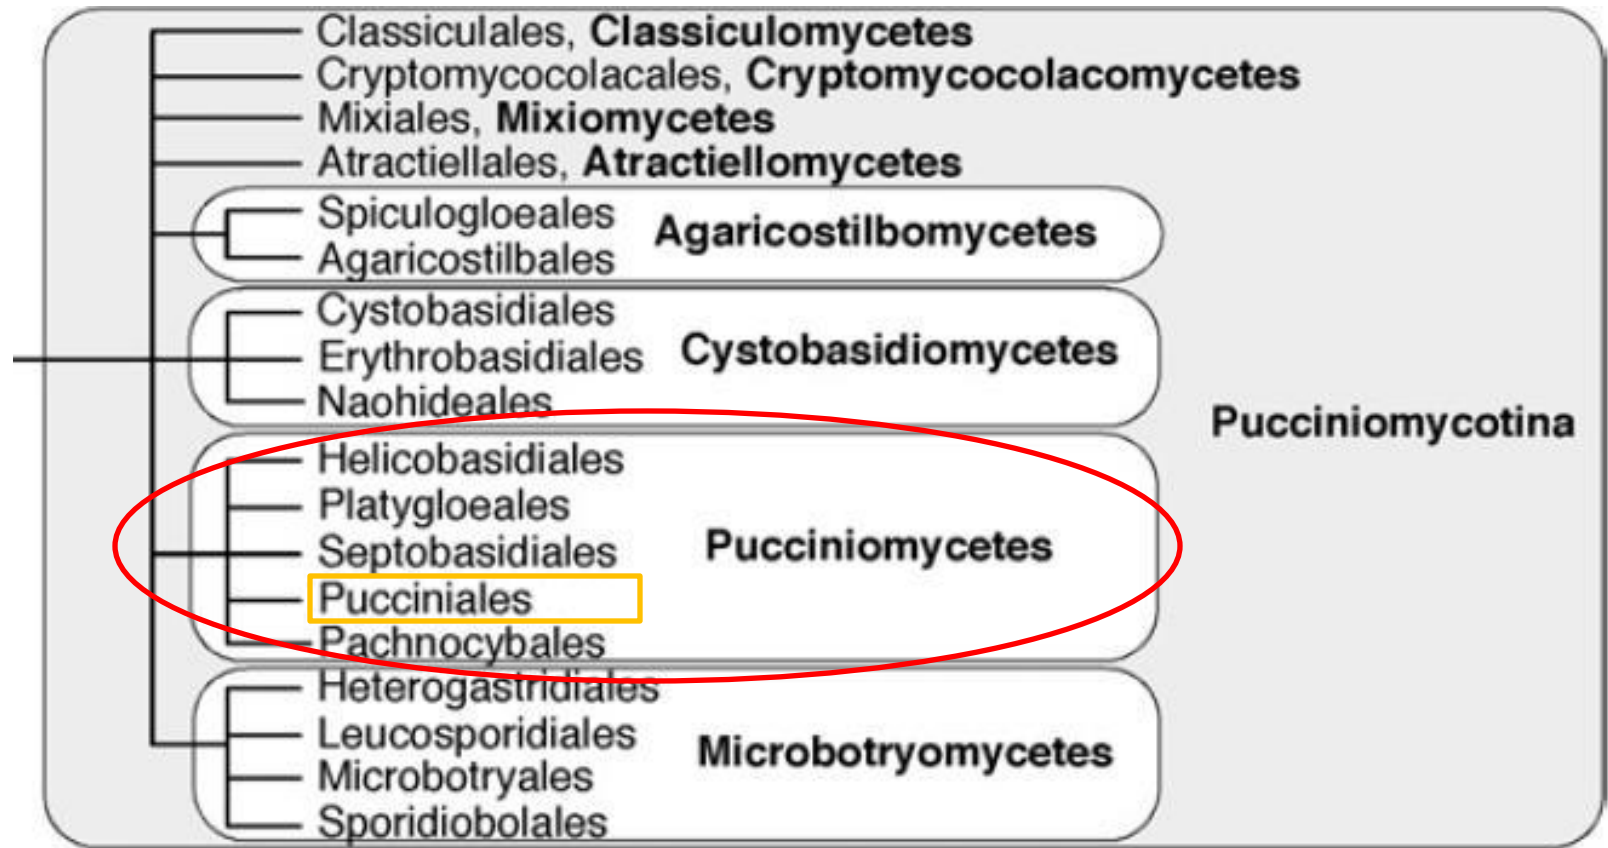 Classiculales, Classiculomycetes
Cryptomycocolacales, Cryptomycocolacomycetes
Mixiales, Mixiomycetes
Atractiellales, Atractiellomycetes
Spiculogloeales
Agaricostilbales
Agaricostilbomycetes
Cystobasidiales
Erythrobasidiales
Naohideales
Cystobasidiomycetes
Helicobasidiales
Platygloeales
Septobasidiales
Pucciniales
Pachnocybales
Pucciniomycetes
Heterogastridiales
Leucosporidiales
Microbotryales
Sporidiobolales
Microbotryomycetes
Pucciniomycotina